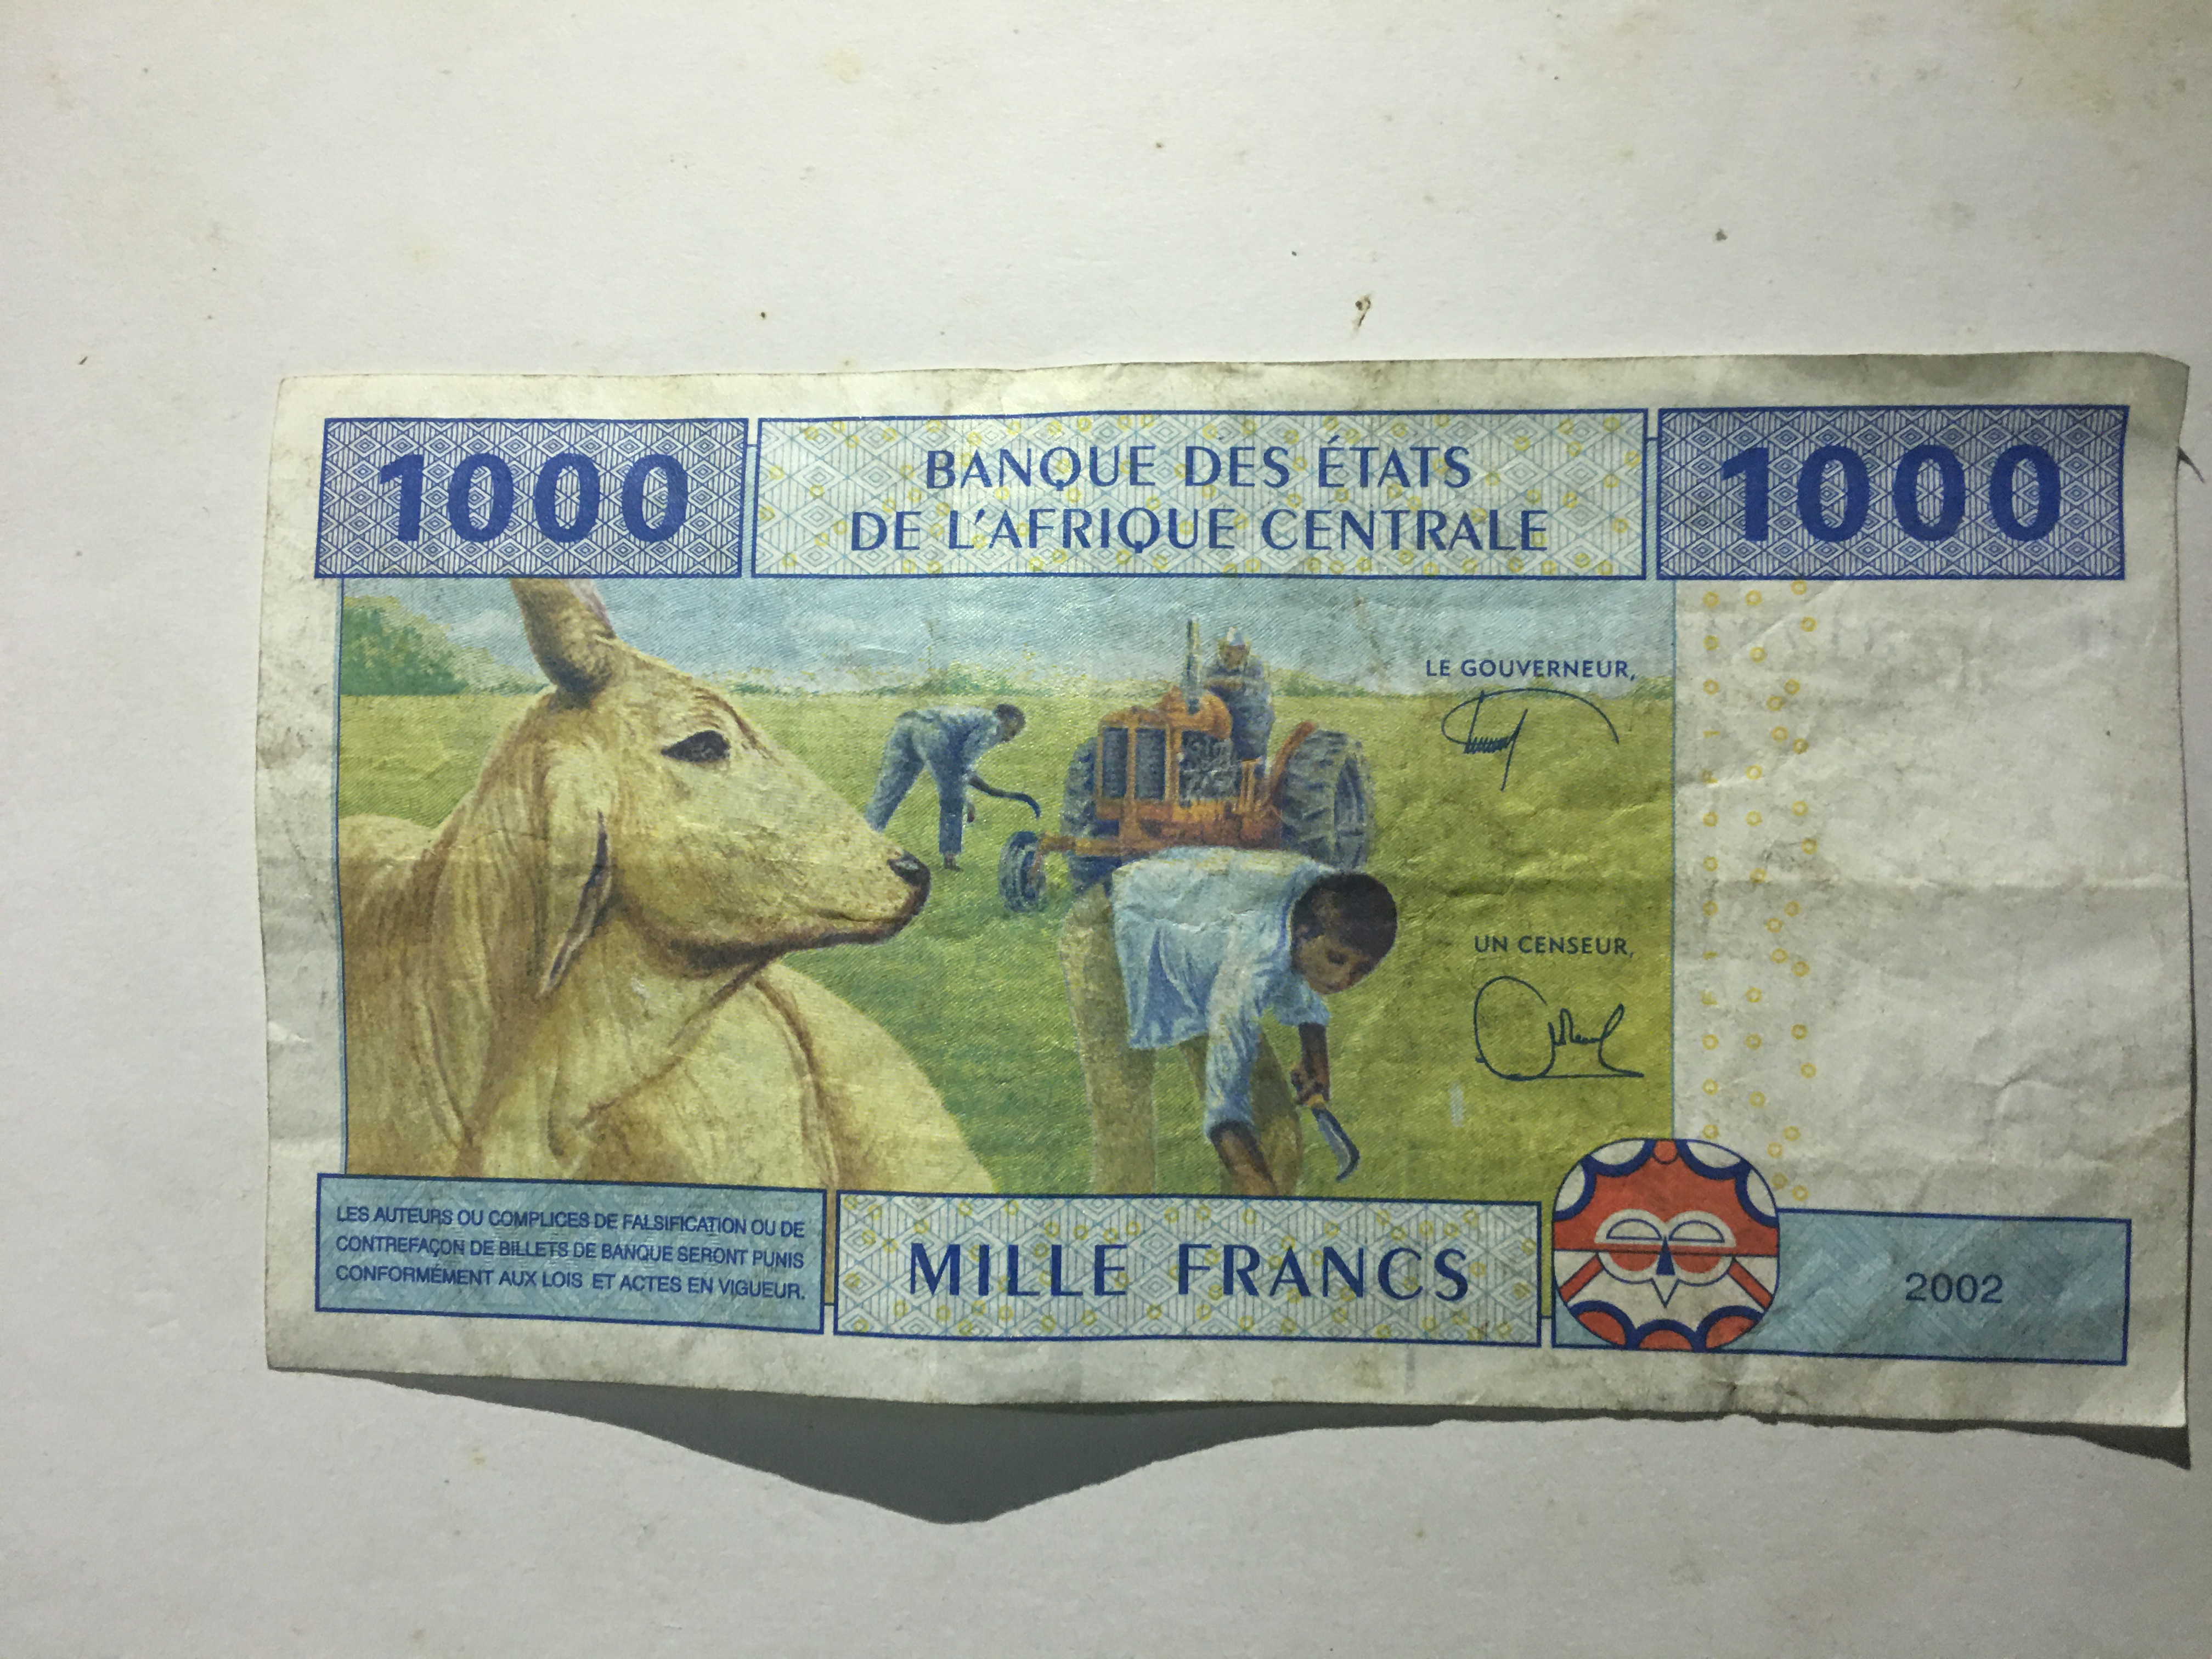 1000
BANQUE DES ÉTATS
DE L'AFRIQUE CENTRALE
1000
LE GOUVERNEUR,
UN CENSEUR,
LES AUTEURS OU COMPLICES DE FALSIFICATION OU DE
CONTREFAÇON DE BILLETS DE BANQUE SERONT PUNIS
CONFORMÉMENT AUX LOIS ET ACTES EN VIGUEUR.
MILLE FRANCS
2002